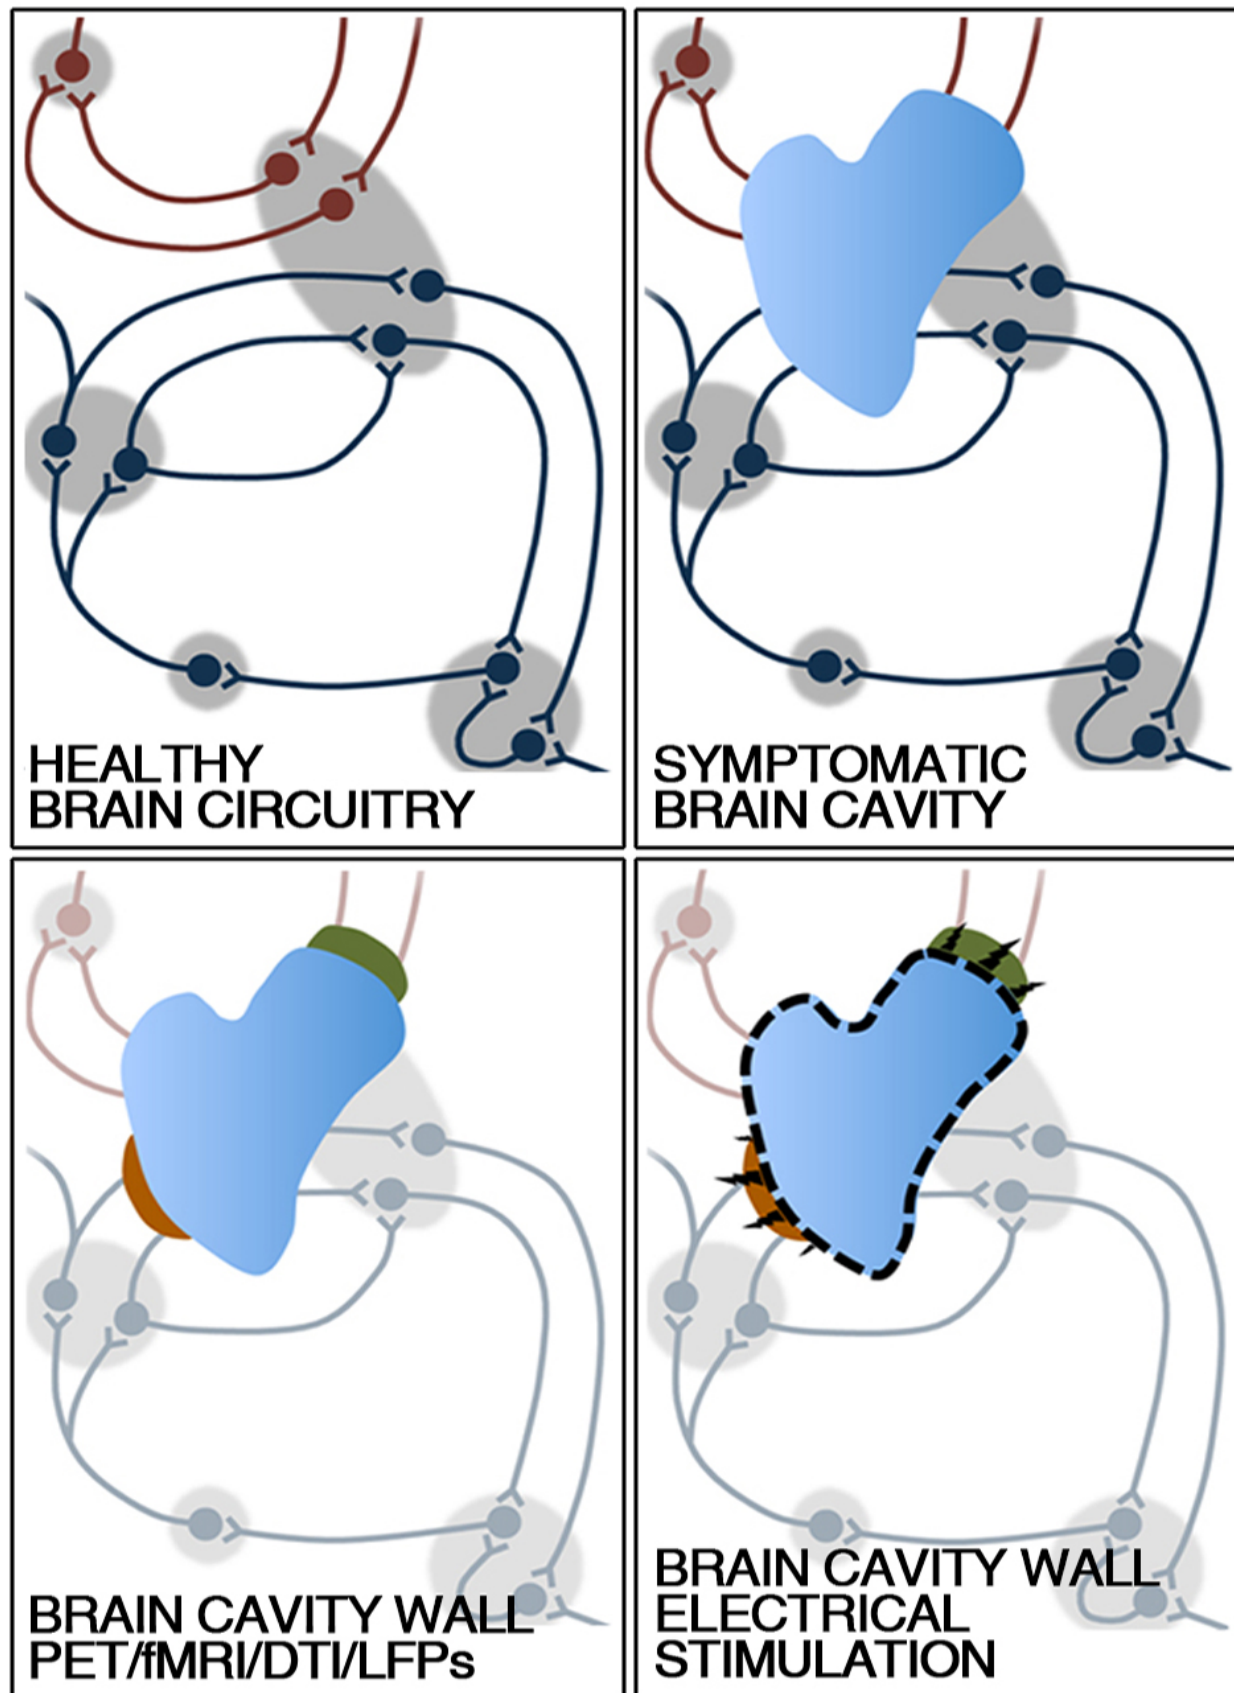 HEALTHY
BRAIN CIRCUITRY
SYMPTOMATIC
BRAIN CAVITY
BRAIN CAVITY WALL
PET/fMRI/DTI/LFPs
BRAIN CAVITY WALL
ELECTRICAL
STIMULATION